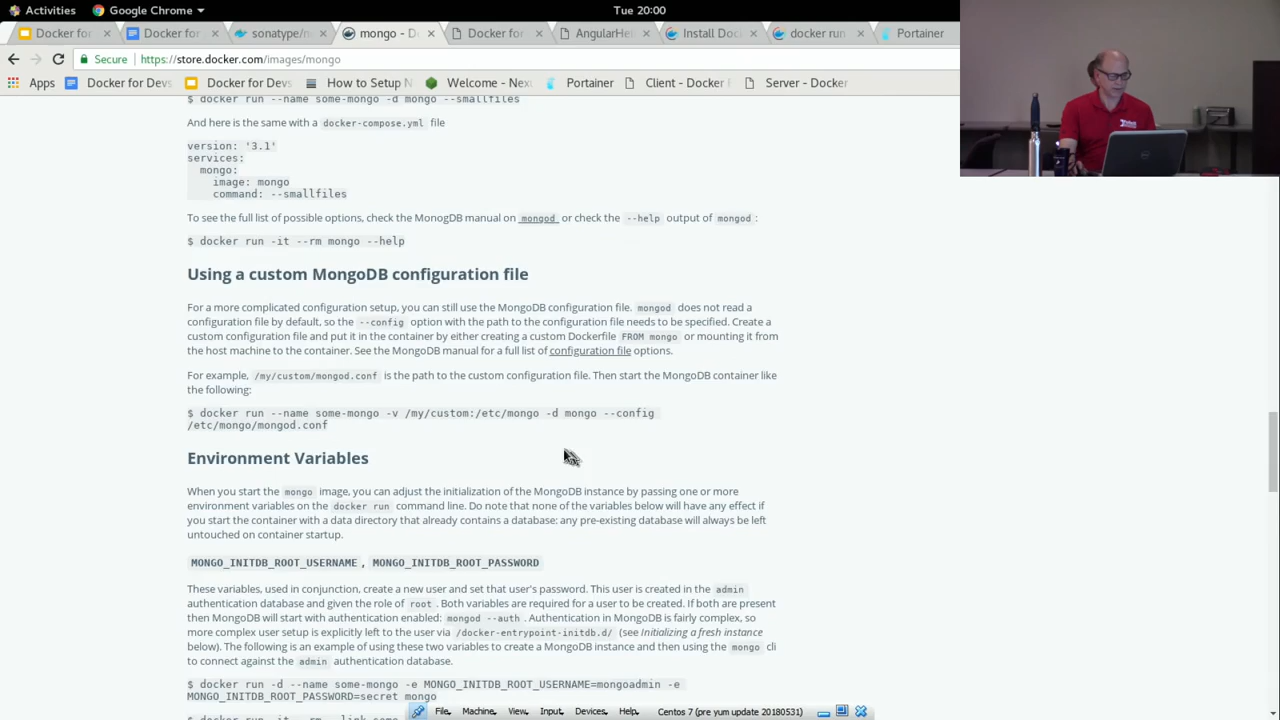 Activities Google Chrome Tue 20:00
Docker for Docker for sonatype/n mongo - D Docker for AngularHel Install Doc docker run Portainer
Secure https://store.docker.com/images/mongo
Apps Docker for Devs Docker for Devs How to Setup N Welcome - Nex Portainer Client - Docker F Server - Docker
$ docker run --name some-mongo -d mongo --smallfiles
And here is the same with a docker-compose.yml file
version: '3.1'
services:
mongo:
image: mongo
command: --smallfiles
To see the full list of possible options, check the MonogDB manual on mongod or check the --help output of mongod :
$ docker run -it --rm mongo --help
Using a custom MongoDB configuration file
For a more complicated configuration setup, you can still use the MongoDB configuration file. mongod does not read a
configuration file by default, so the --config option with the path to the configuration file needs to be specified. Create a
custom configuration file and put it in the container by either creating a custom Dockerfile FROM mongo or mounting it from
the host machine to the container. See the MongoDB manual for a full list of configuration file options.
For example, /my/custom/mongod.conf is the path to the custom configuration file. Then start the MongoDB container like
the following:
$ docker run --name some-mongo -v /my/custom:/etc/mongo -d mongo --config
/etc/mongo/mongod.conf
Environment Variables
When you start the mongo image, you can adjust the initialization of the MongoDB instance by passing one or more
environment variables on the docker run command line. Do note that none of the variables below will have any effect if
you start the container with a data directory that already contains a database: any pre-existing database will always be left
untouched on container startup.
MONGO_INITDB_ROOT_USERNAME , MONGO_INITDB_ROOT_PASSWORD
These variables, used in conjunction, create a new user and set that user's password. This user is created in the admin
authentication database and given the role of root . Both variables are required for a user to be created. If both are present
then MongoDB will start with authentication enabled: mongod --auth . Authentication in MongoDB is fairly complex, so
more complex user setup is explicitly left to the user via /docker-entrypoint-initdb.d/ (see Initializing a fresh instance
below). The following is an example of using these two variables to create a MongoDB instance and then using the mongo cli
to connect against the admin authentication database.
$ docker run -d --name some-mongo -e MONGO_INITDB_ROOT_USERNAME=mongoadmin -e
MONGO_INITDB_ROOT_PASSWORD=secret mongo
$ docker run -it --rm --link some
File Machine View Input Devices Help Centos 7 (pre yum update 20180531)